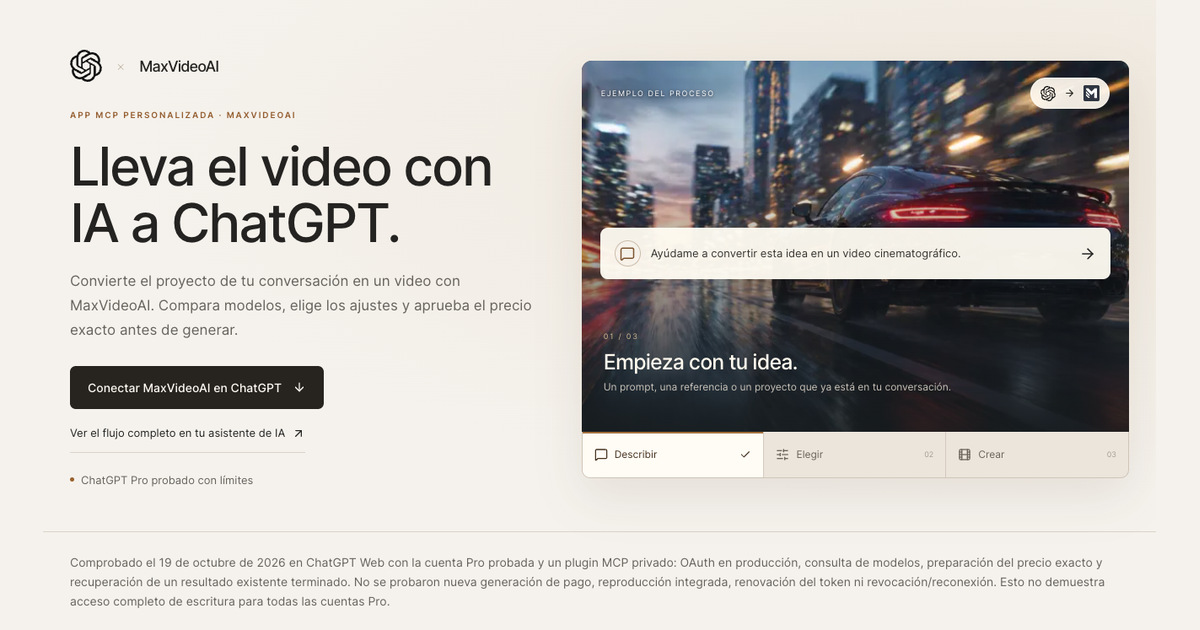 × MaxVideoAI
APP MCP PERSONALIZADA · MAXVIDEOAI
Lleva el video con
IA a ChatGPT.
Convierte el proyecto de tu conversación en un video con
MaxVideoAI. Compara modelos, elige los ajustes y aprueba el precio
exacto antes de generar.
Conectar MaxVideoAI en ChatGPT ↓
Ver el flujo completo en tu asistente de IA ↗
• ChatGPT Pro probado con límites
EJEMPLO DEL PROCESO
→ M
Ayúdame a convertir esta idea en un video cinematográfico. →
01 / 03
Empieza con tu idea.
Un prompt, una referencia o un proyecto que ya está en tu conversación.
Describir ✓
Elegir 02
Crear 03
Comprobado el 19 de octubre de 2026 en ChatGPT Web con la cuenta Pro probada y un plugin MCP privado: OAuth en producción, consulta de modelos, preparación del precio exacto y
recuperación de un resultado existente terminado. No se probaron nueva generación de pago, reproducción integrada, renovación del token ni revocación/reconexión. Esto no demuestra
acceso completo de escritura para todas las cuentas Pro.